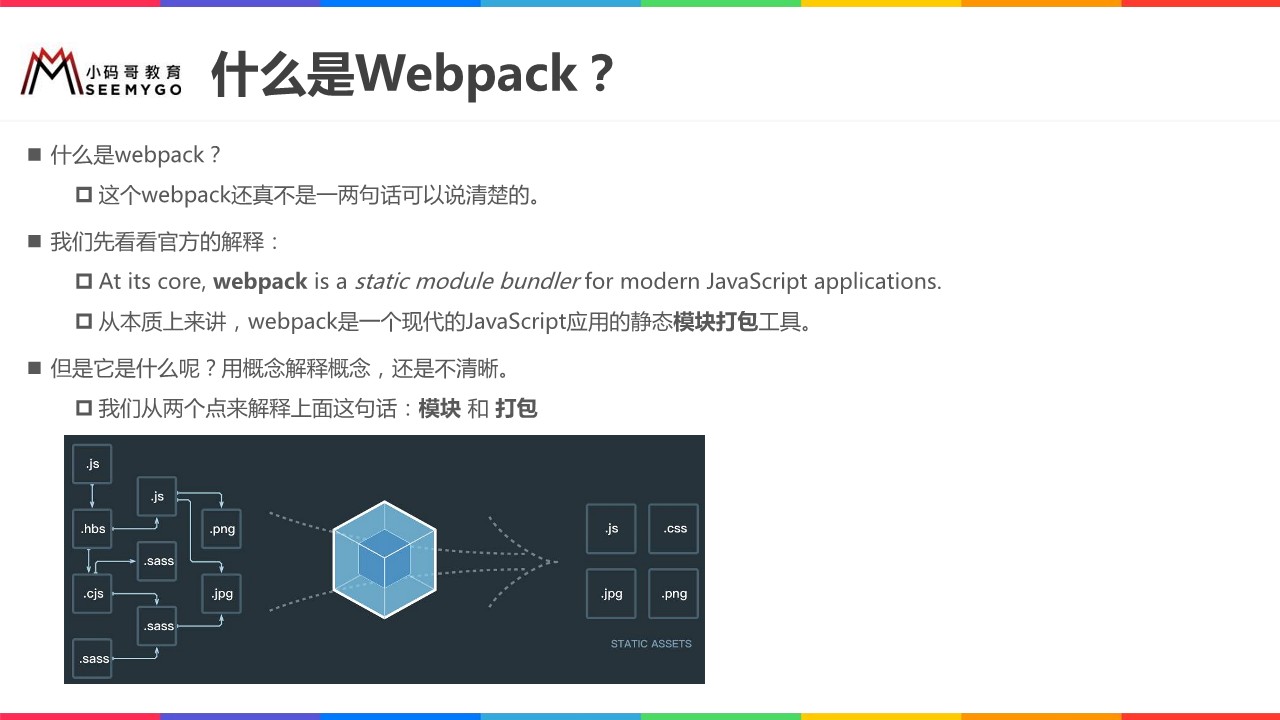 小码哥教育
SEEMYGO
什么是Webpack？
什么是webpack？
这个webpack还真不是一两句话可以说清楚的。
我们先看看官方的解释：
At its core, webpack is a static module bundler for modern JavaScript applications.
从本质上来讲，webpack是一个现代的JavaScript应用的静态模块打包工具。
但是它是什么呢？用概念解释概念，还是不清晰。
我们从两个点来解释上面这句话：模块 和 打包
.js
.js
.hbs
.png
.sass
.cjs
.jpg
.sass
.sass
.js
.css
.jpg
.png
STATIC ASSETS